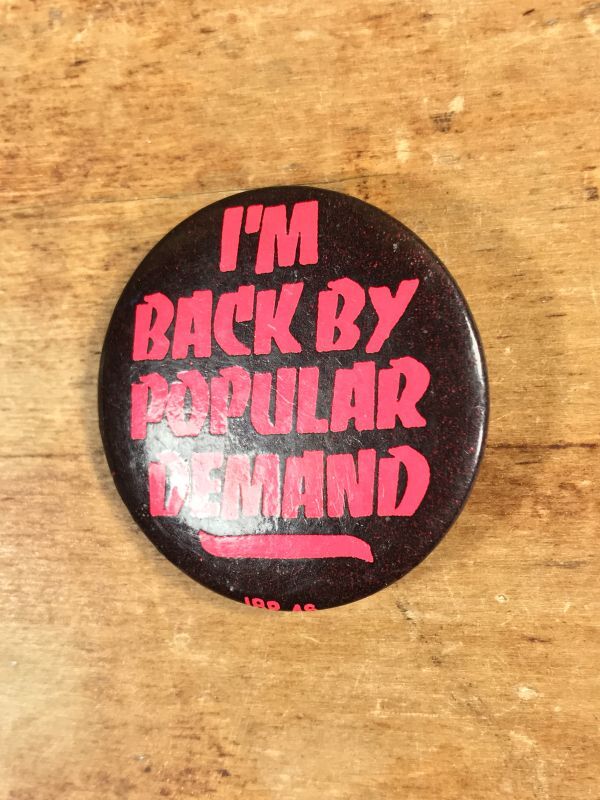 I'M
BACK BY
POPULAR
DEMAND